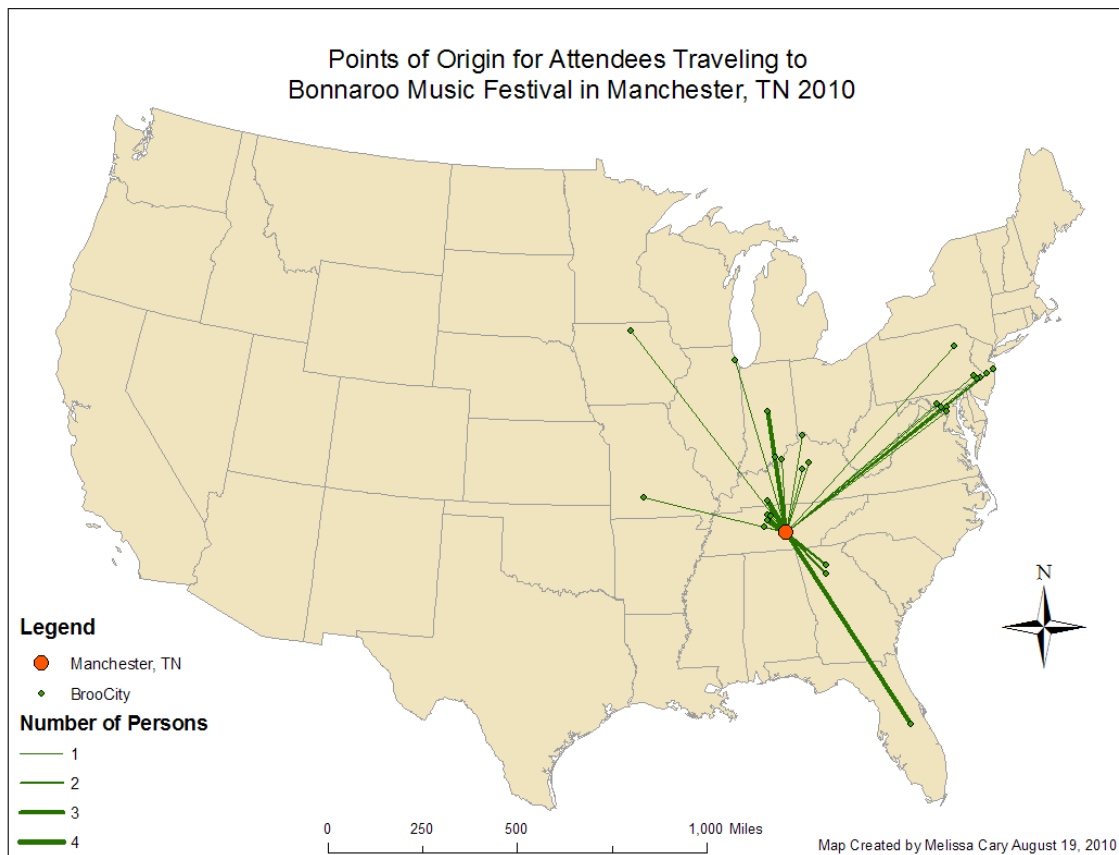 Points of Origin for Attendees Traveling to
Bonnaroo Music Festival in Manchester, TN 2010
N
Legend
Manchester, TN
BrooCity
Number of Persons
1
2
3
4
0 250 500 1,000 Miles
Map Created by Melissa Cary August 19, 2010